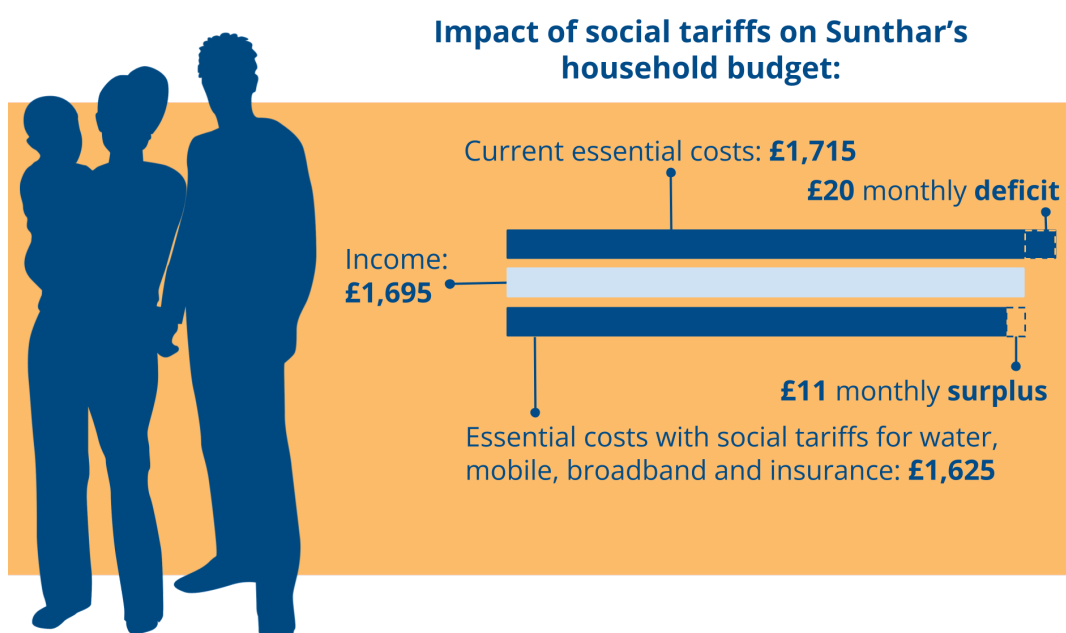 Impact of social tariffs on Sunthar’s
household budget:
Current essential costs: £1,715
£20 monthly deficit
Income:
£1,695
£11 monthly surplus
Essential costs with social tariffs for water,
mobile, broadband and insurance: £1,625